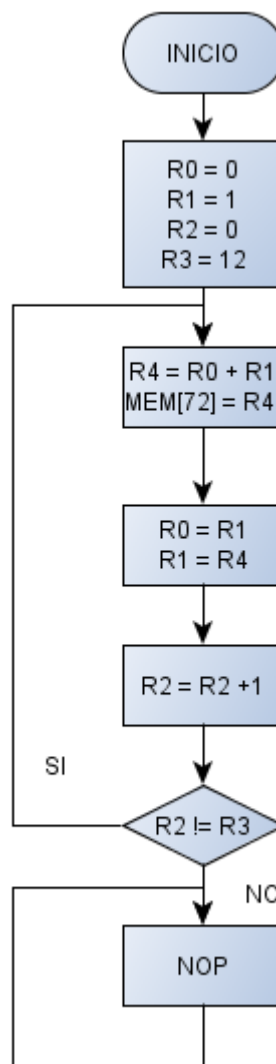 INICIO
R0 = 0
R1 = 1
R2 = 0
R3 = 12
R4 = R0 + R1
MEM[72] = R4
R0 = R1
R1 = R4
R2 = R2 +1
SI
R2 != R3
NO
NOP